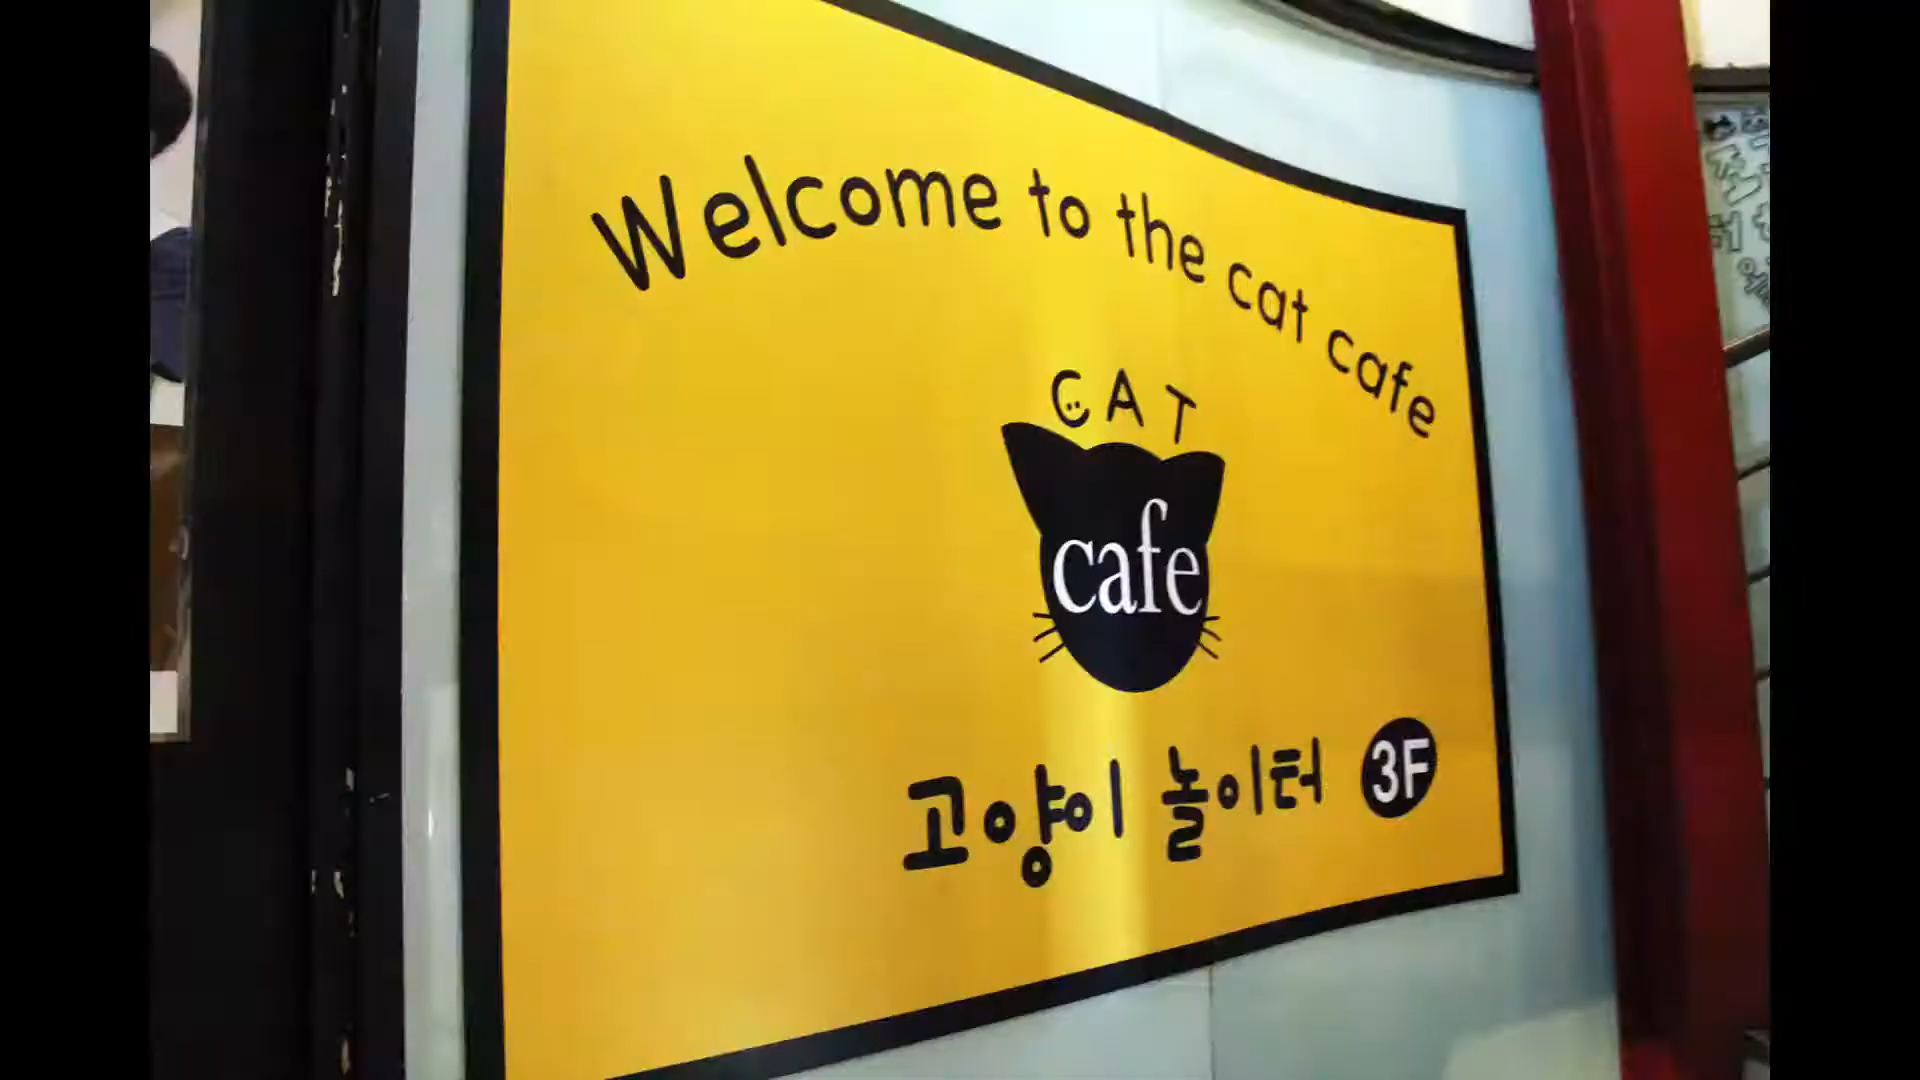 Welcome to the cat cafe
CAT
cafe
고양이 놀이터 3F